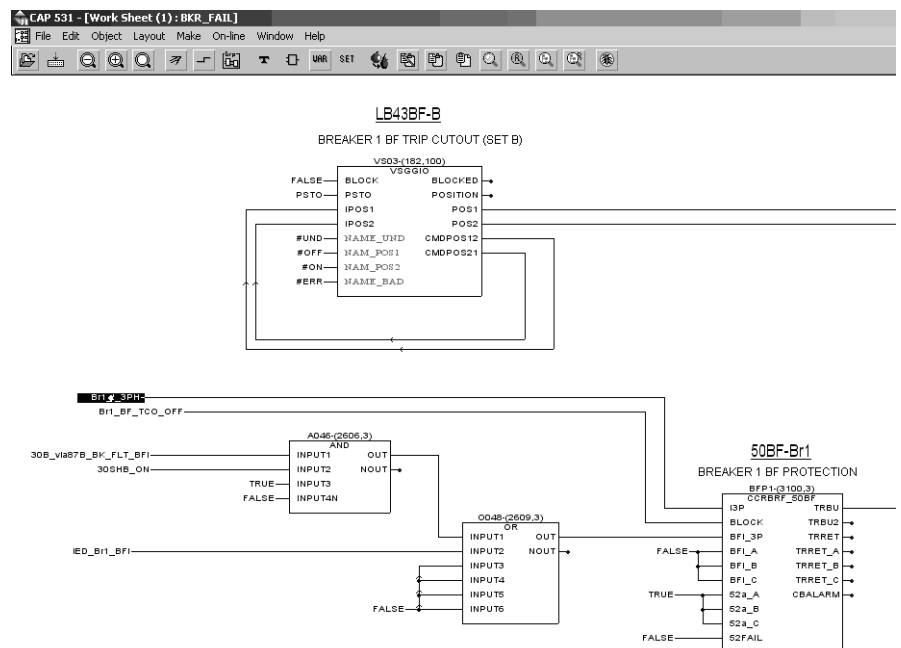 CAP 531 - [Work Sheet (1) : BKR_FAIL]
File Edit Object Layout Make On-line Window Help
T VAR SET
LB43BF-B
BREAKER 1 BF TRIP CUTOUT (SET B)
VS03-(182,100)
VSGGIO
FALSE BLOCK BLOCKED
PSTO PSTO POSITION
IPOS1 POS1
IPOS2 POS2
#UND NAME_UND CMDPOS12
#OFF NAM_POS1 CMDPOS21
#ON NAM_POS2
#ERR NAME_BAD
Br1_3PH
Br1_BF_TCO_OFF
A046-(2606,3)
AND
30B_via87B_BK_FLT_BFI INPUT1 OUT
30SHB_ON INPUT2 NOUT
TRUE INPUT3
FALSE INPUT4N
O048-(2609,3)
OR
INPUT1 OUT
IED_Br1_BFI INPUT2 NOUT
INPUT3
INPUT4
INPUT5
FALSE INPUT6
50BF-Br1
BREAKER 1 BF PROTECTION
BFP1-(3100,3)
CCRBRF_50BF
I3P TRBU
BLOCK TRBU2
BFI_3P TRRET
FALSE BFI_A TRRET_A
BFI_B TRRET_B
BFI_C TRRET_C
TRUE 52a_A CBALARM
52a_B
52a_C
FALSE 52FAIL